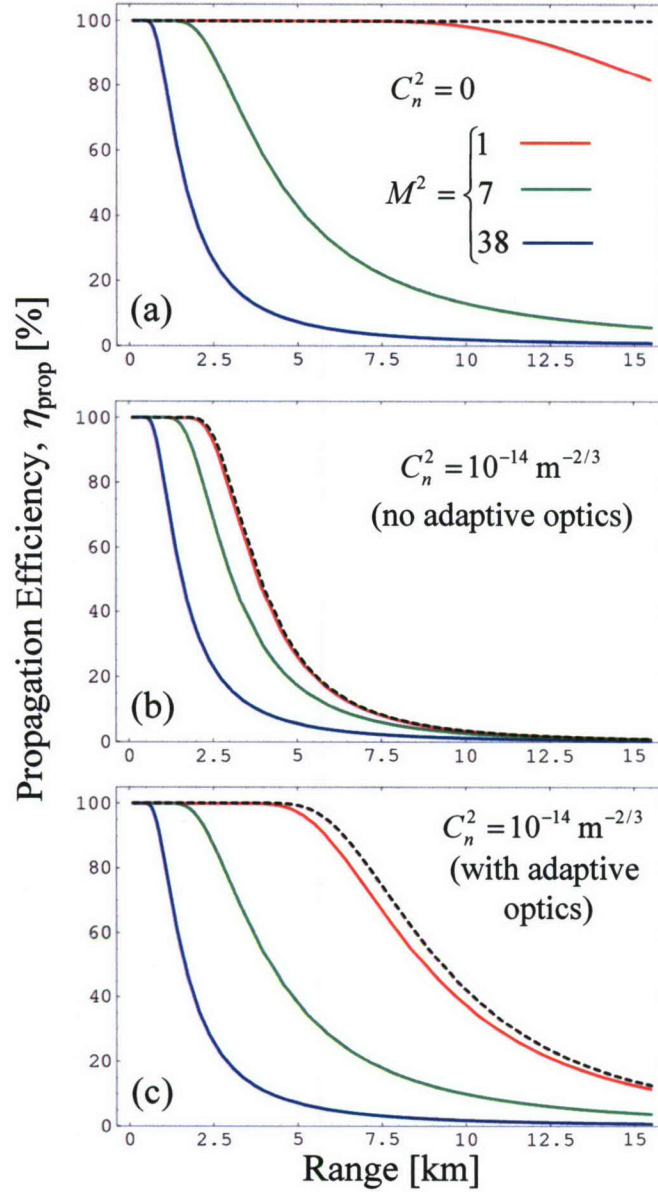 Propagation Efficiency, η_prop [%]
100
80
60
40
20
0
C_n^2 = 0
M^2 = { 1
7
38
(a)
0 2.5 5 7.5 10 12.5 15
100
80
60
40
20
0
C_n^2 = 10^{-14} m^{-2/3}
(no adaptive optics)
(b)
0 2.5 5 7.5 10 12.5 15
100
80
60
40
20
0
C_n^2 = 10^{-14} m^{-2/3}
(with adaptive
optics)
(c)
0 2.5 5 7.5 10 12.5 15
Range [km]